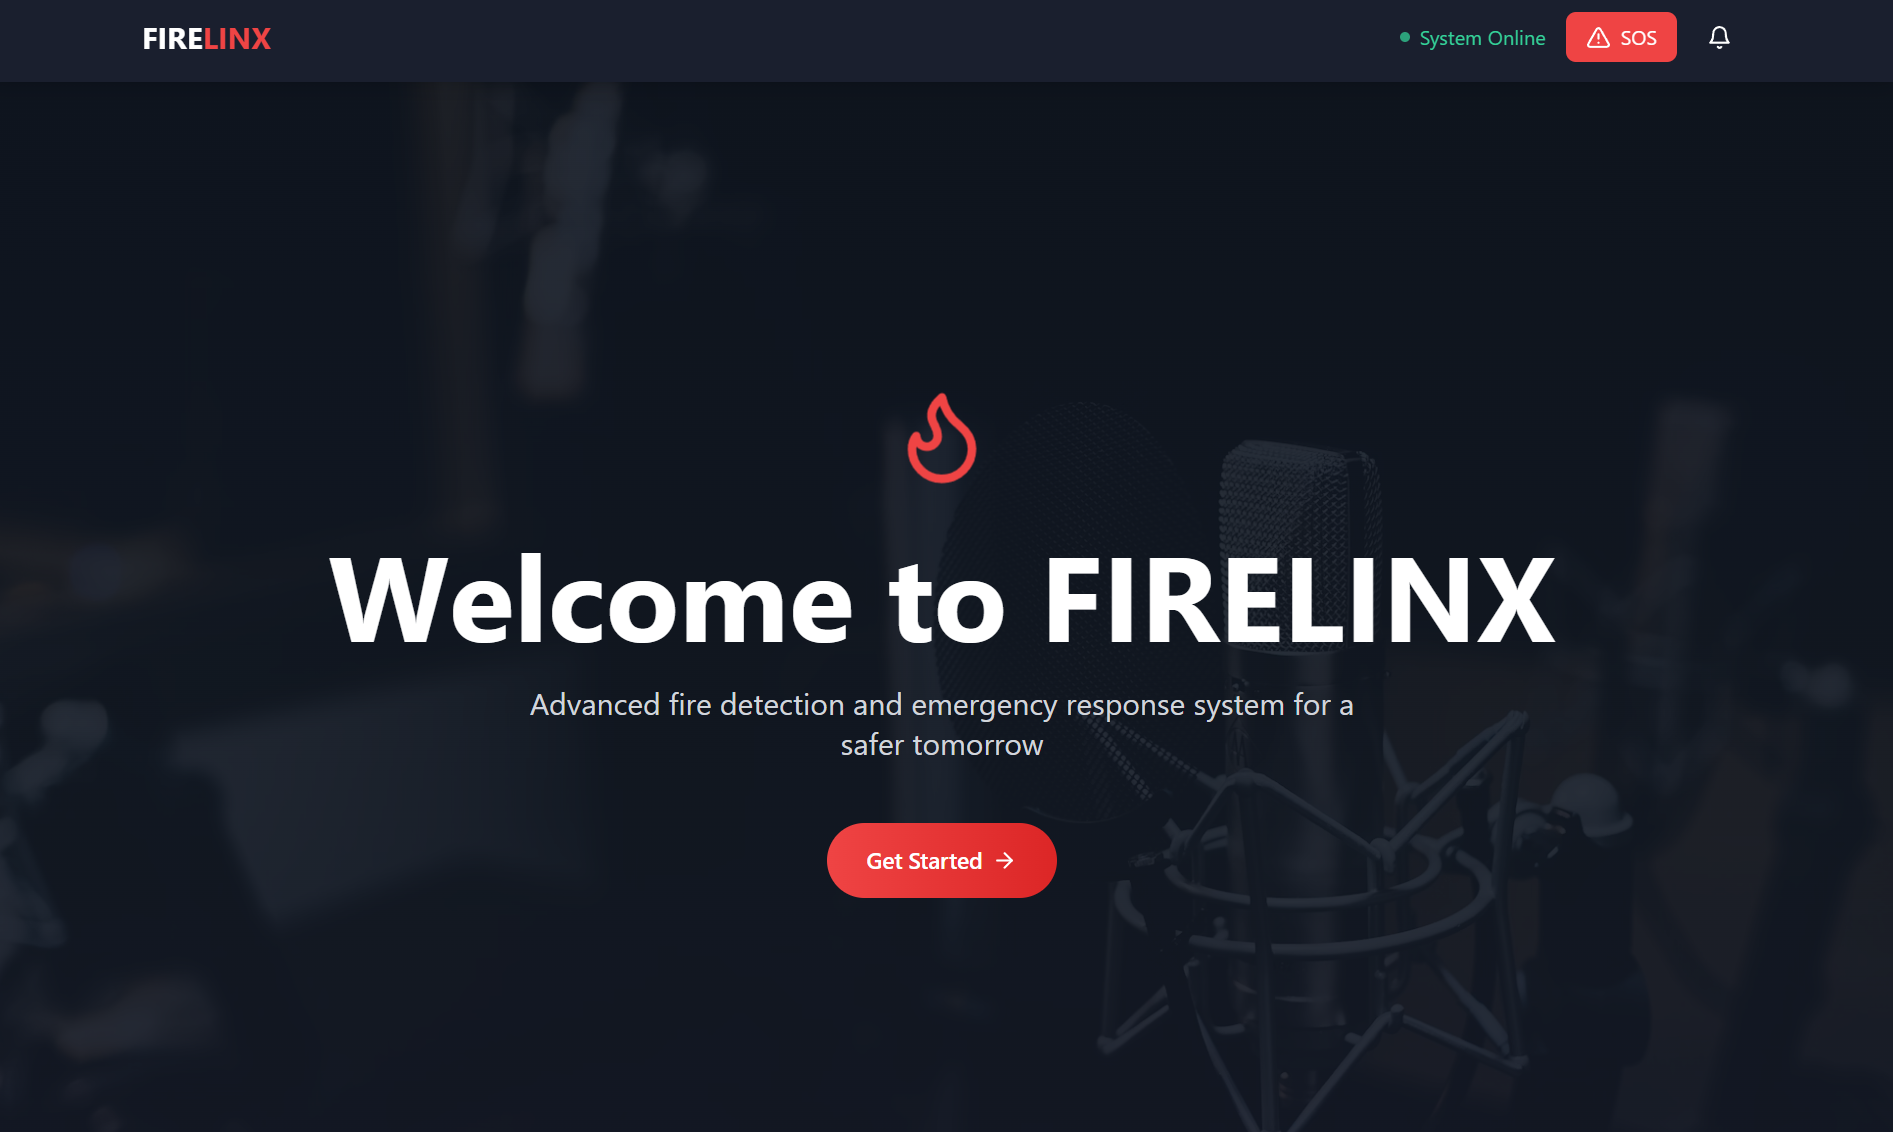 FIRELINX
System Online
SOS
Welcome to FIRELINX
Advanced fire detection and emergency response system for a
safer tomorrow
Get Started